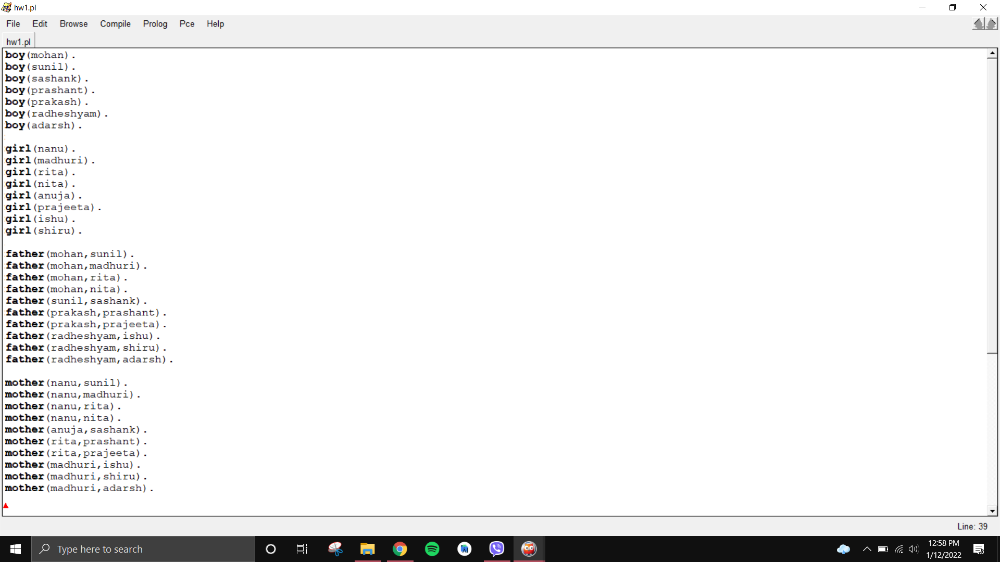 hw1.pl
File Edit Browse Compile Prolog Pce Help
hw1.pl
boy(mohan).
boy(sunil).
boy(sashank).
boy(prashant).
boy(prakash).
boy(radheshyam).
boy(adarsh).
girl(nanu).
girl(madhuri).
girl(rita).
girl(nita).
girl(anuja).
girl(prajeeta).
girl(ishu).
girl(shiru).
father(mohan,sunil).
father(mohan,madhuri).
father(mohan,rita).
father(mohan,nita).
father(sunil,sashank).
father(prakash,prashant).
father(prakash,prajeeta).
father(radheshyam,ishu).
father(radheshyam,shiru).
father(radheshyam,adarsh).
mother(nanu,sunil).
mother(nanu,madhuri).
mother(nanu,rita).
mother(nanu,nita).
mother(anuja,sashank).
mother(rita,prashant).
mother(rita,prajeeta).
mother(madhuri,ishu).
mother(madhuri,shiru).
mother(madhuri,adarsh).
Line: 39
Type here to search
12:58 PM
1/12/2022